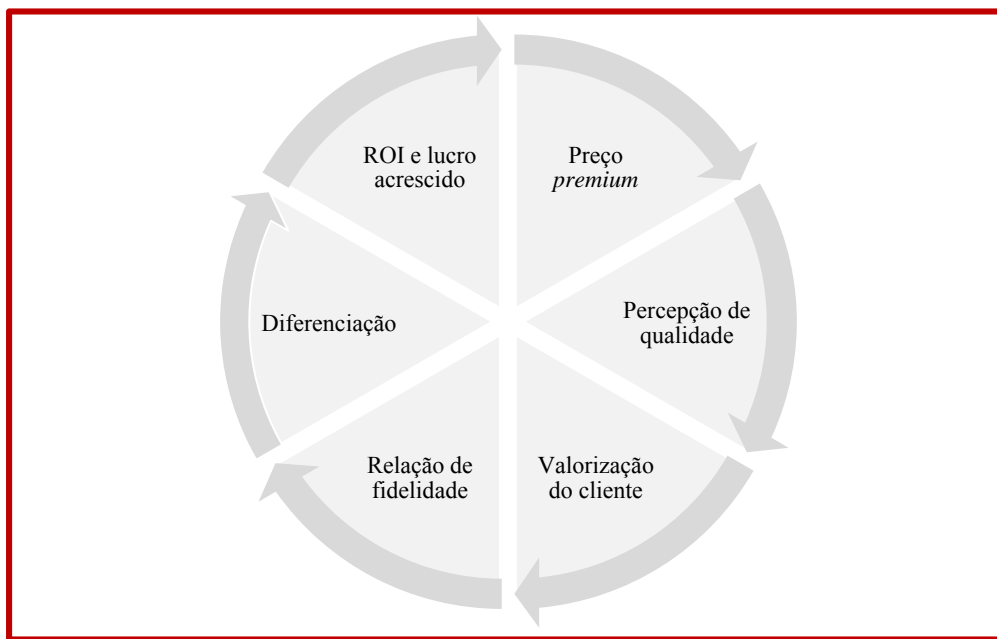 ROI e lucro
acrescido
Preço
premium
Percepção de
qualidade
Valorização
do cliente
Relação de
fidelidade
Diferenciação